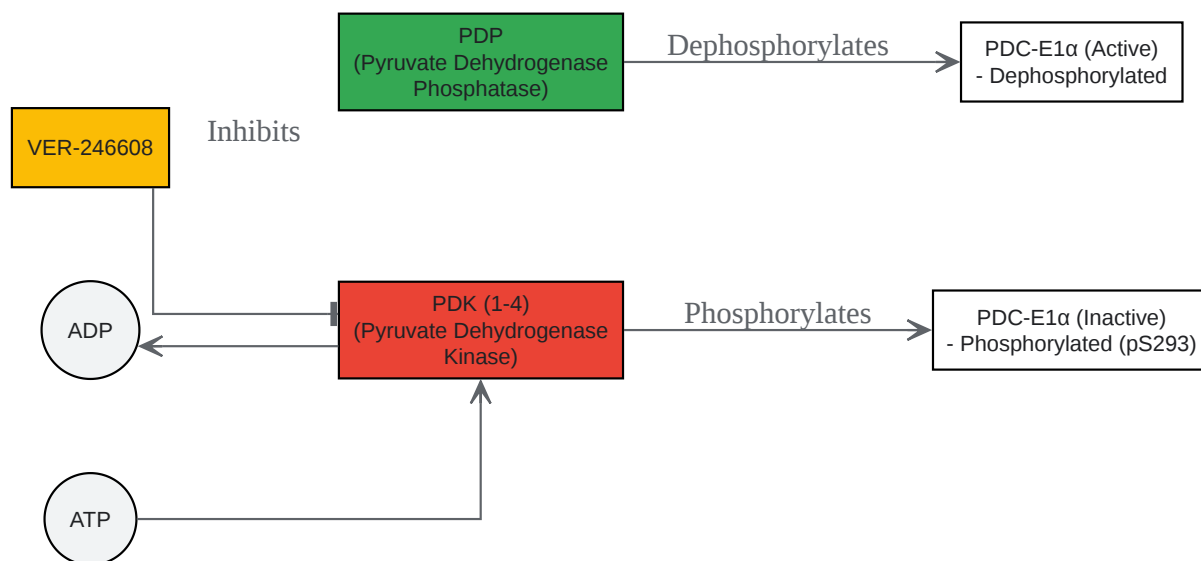 PDP
(Pyruvate Dehydrogenase
Phosphatase)
Dephosphorylates
PDC-E1α (Active)
- Dephosphorylated
VER-246608
Inhibits
ADP
PDK (1-4)
(Pyruvate Dehydrogenase
Kinase)
Phosphorylates
PDC-E1α (Inactive)
- Phosphorylated (pS293)
ATP